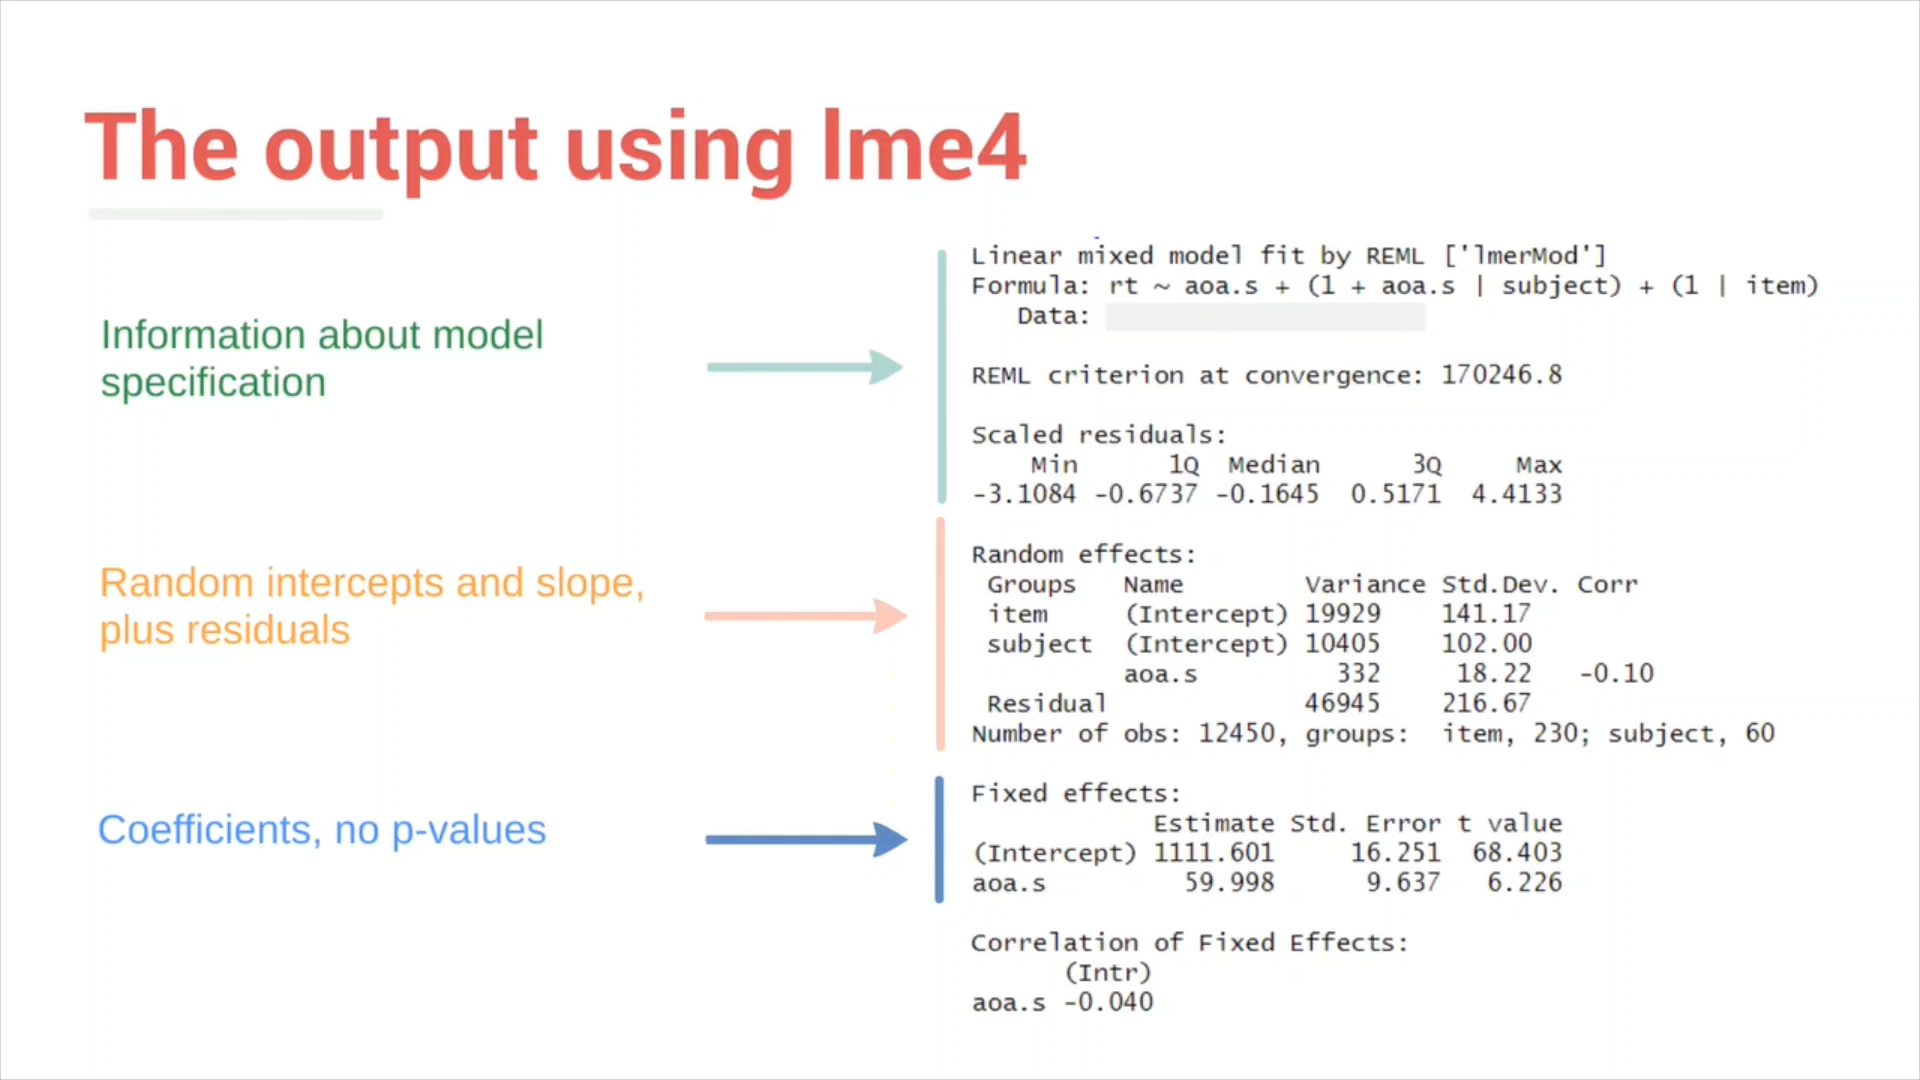 The output using lme4
Information about model
specification
Random intercepts and slope,
plus residuals
Coefficients, no p-values
Linear mixed model fit by REML ['lmerMod']
Formula: rt ~ aoa.s + (1 + aoa.s | subject) + (1 | item)
Data:
REML criterion at convergence: 170246.8
Scaled residuals:
Min 1Q Median 3Q Max
-3.1084 -0.6737 -0.1645 0.5171 4.4133
Random effects:
Groups Name Variance Std.Dev. Corr
item (Intercept) 19929 141.17
subject (Intercept) 10405 102.00
aoa.s 332 18.22 -0.10
Residual 46945 216.67
Number of obs: 12450, groups: item, 230; subject, 60
Fixed effects:
Estimate Std. Error t value
(Intercept) 1111.601 16.251 68.403
aoa.s 59.998 9.637 6.226
Correlation of Fixed Effects:
(Intr)
aoa.s -0.040